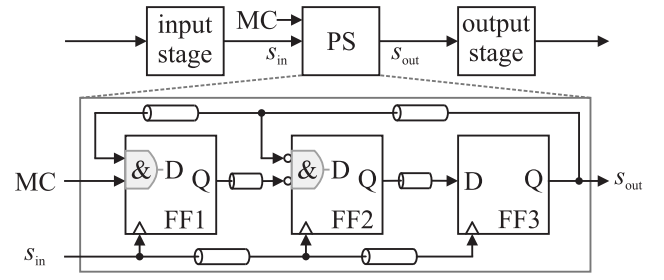 input stage
MC
s_in
PS
s_out
output stage
MC
& D Q
FF1
& D Q
FF2
D Q
FF3
s_out
s_in